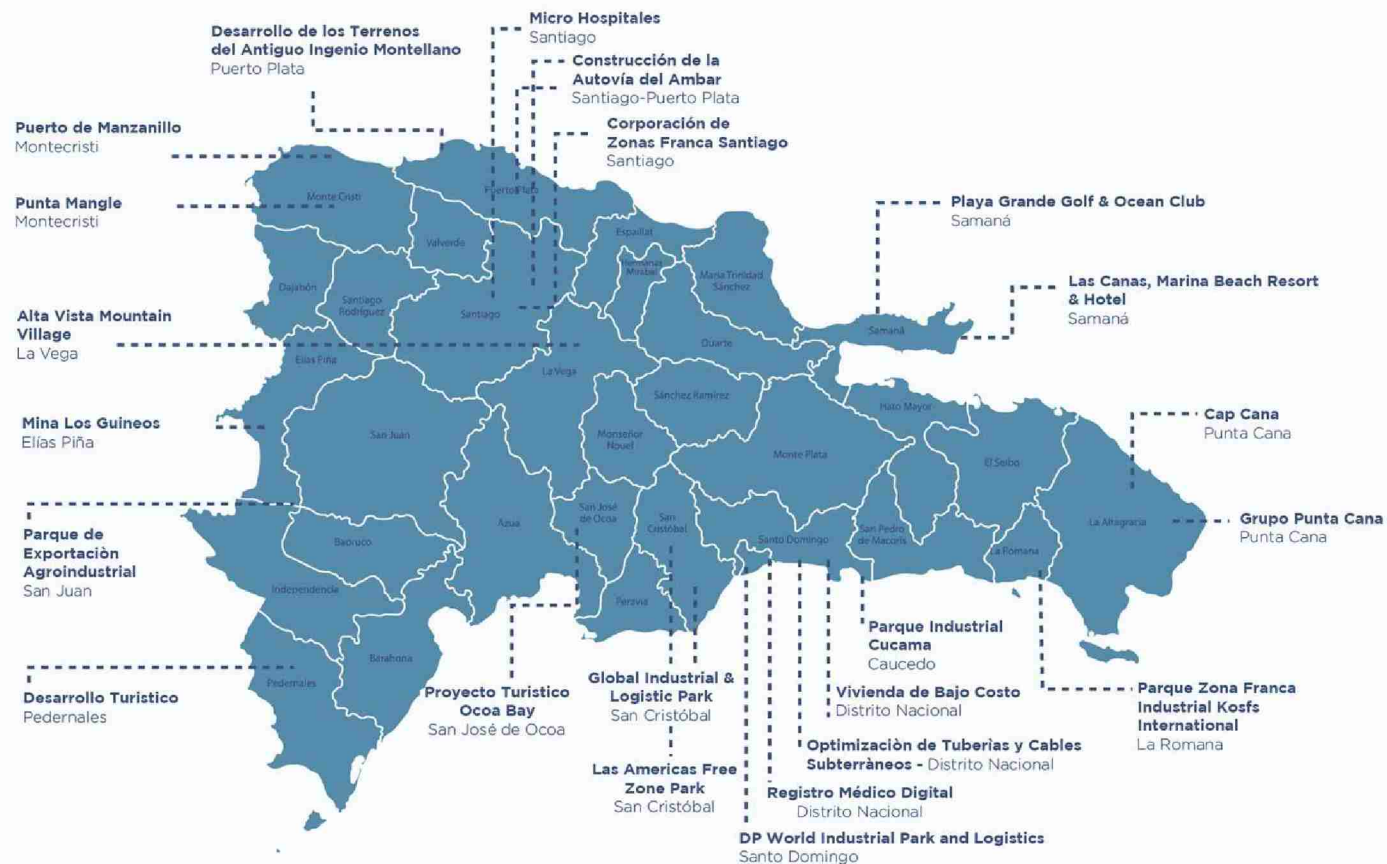 Micro Hospitales
Santiago
Desarrollo de los Terrenos
del Antiguo Ingenio Montellano
Puerto Plata
Construcción de la
Autovía del Ambar
Santiago-Puerto Plata
Puerto de Manzanillo
Montecristi
Corporación de
Zonas Franca Santiago
Santiago
Punta Mangle
Montecristi
Playa Grande Golf & Ocean Club
Samaná
Las Canas, Marina Beach Resort
& Hotel
Samaná
Alta Vista Mountain
Village
La Vega
Mina Los Guineos
Elías Piña
Cap Cana
Punta Cana
Grupo Punta Cana
Punta Cana
Parque de
Exportaciòn
Agroindustrial
San Juan
Desarrollo Turistico
Pedernales
Proyecto Turistico
Ocoa Bay
San José de Ocoa
Global Industrial &
Logistic Park
San Cristóbal
Las Americas Free
Zone Park
San Cristóbal
Parque Industrial
Cucama
Caucedo
Vivienda de Bajo Costo
Distrito Nacional
Optimizaciòn de Tuberìas y Cables
Subterràneos - Distrito Nacional
Registro Médico Digital
Distrito Nacional
DP World Industrial Park and Logistics
Santo Domingo
Parque Zona Franca
Industrial Kosfs
International
La Romana
Monte Cristi
Puerto Plata
Valverde
Espaillat
Hermanas
Mirabal
María Trinidad
Sánchez
Dajabón
Santiago
Rodríguez
Santiago
Samaná
Duarte
Elías Piña
La Vega
Sánchez Ramírez
Hato Mayor
San Juan
Monseñor
Nouel
Monte Plata
El Seibo
Azua
San José
de Ocoa
San
Cristóbal
Santo Domingo
San Pedro
de Macorís
La Romana
La Altagracia
Baoruco
Independencia
Peravia
Barahona
Pedernales